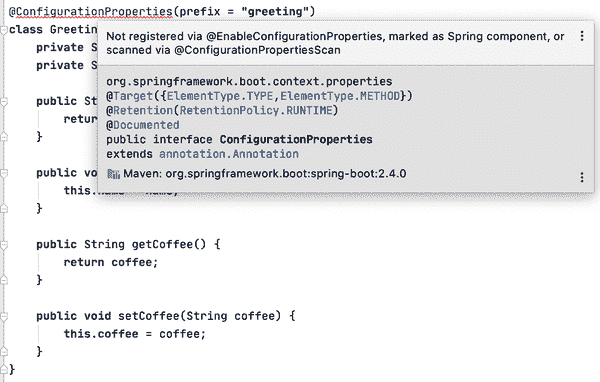 @ConfigurationProperties(prefix = "greeting")
class Greetin
Not registered via @EnableConfigurationProperties, marked as Spring component, or
private S
scanned via @ConfigurationPropertiesScan
private S
org.springframework.boot.context.properties
@Target({ElementType.TYPE,ElementType.METHOD})
public St
@Retention(RetentionPolicy.RUNTIME)
retur
@Documented
}
public interface ConfigurationProperties
extends annotation.Annotation
public vo
Maven: org.springframework.boot:spring-boot:2.4.0
this.name = name;
}
public String getCoffee() {
return coffee;
}
public void setCoffee(String coffee) {
this.coffee = coffee;
}
}